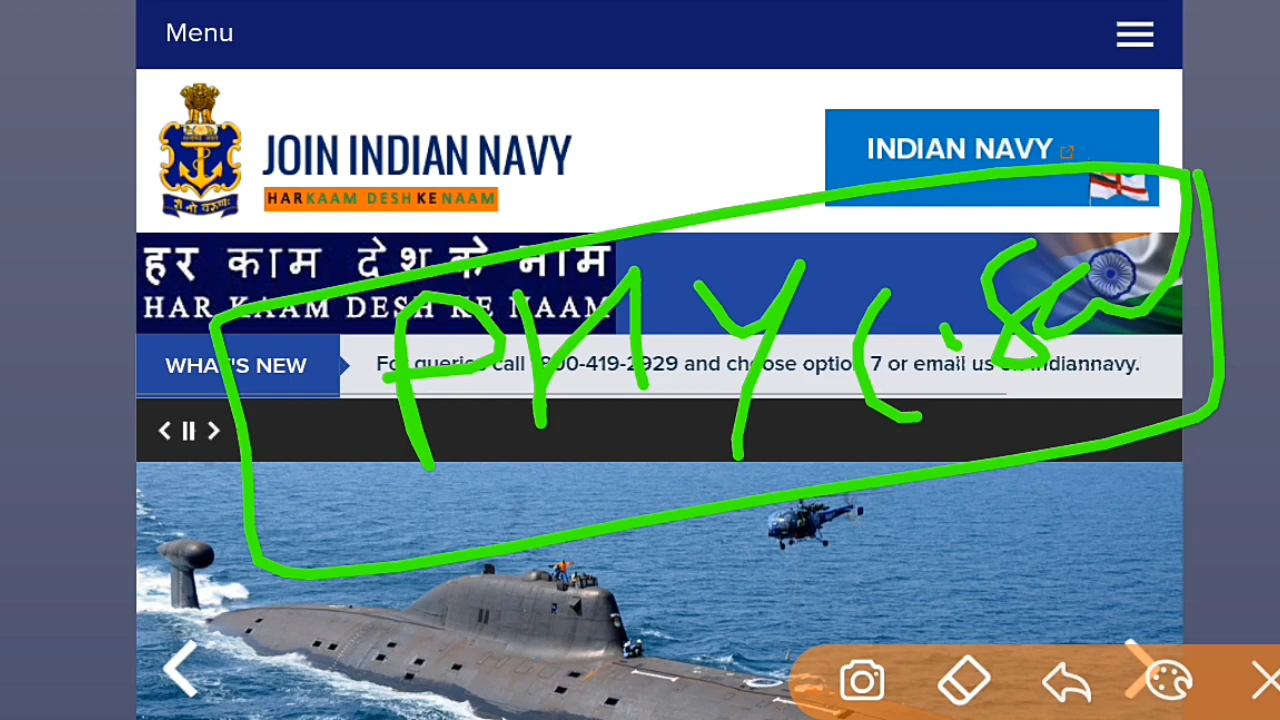 Menu
JOIN INDIAN NAVY
HAR KAAM DESH KE NAAM
INDIAN NAVY
हर काम देश के नाम
HAR KAAM DESH KE NAAM
WHAT'S NEW
For queries call 1800-419-2929 and choose option 7 or email us on indiannavy.